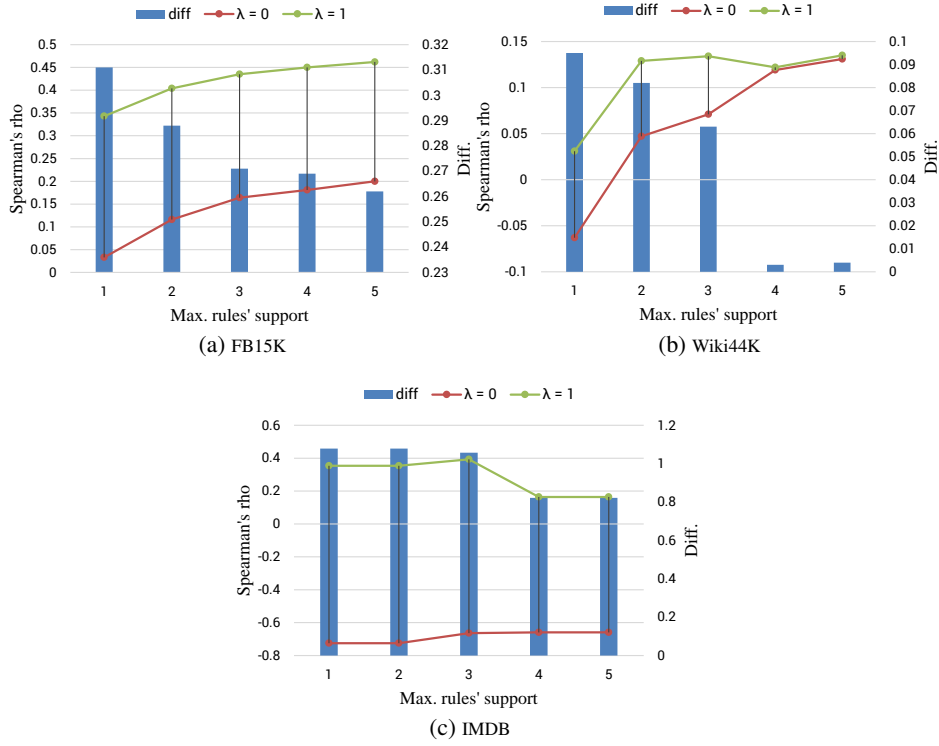 diff λ = 0 λ = 1
0.5
0.45
0.4
0.35
0.3
0.25
0.2
0.15
0.1
0.05
0
Spearman's rho
0.32
0.31
0.3
0.29
0.28
0.27
0.26
0.25
0.24
0.23
Diff.
1 2 3 4 5
Max. rules' support
(a) FB15K
diff λ = 0 λ = 1
0.15
0.1
0.05
0
-0.05
-0.1
Spearman's rho
0.1
0.09
0.08
0.07
0.06
0.05
0.04
0.03
0.02
0.01
0
Diff.
1 2 3 4 5
Max. rules' support
(b) Wiki44K
diff λ = 0 λ = 1
0.6
0.4
0.2
0
-0.2
-0.4
-0.6
-0.8
Spearman's rho
1.2
1
0.8
0.6
0.4
0.2
0
Diff.
1 2 3 4 5
Max. rules' support
(c) IMDB